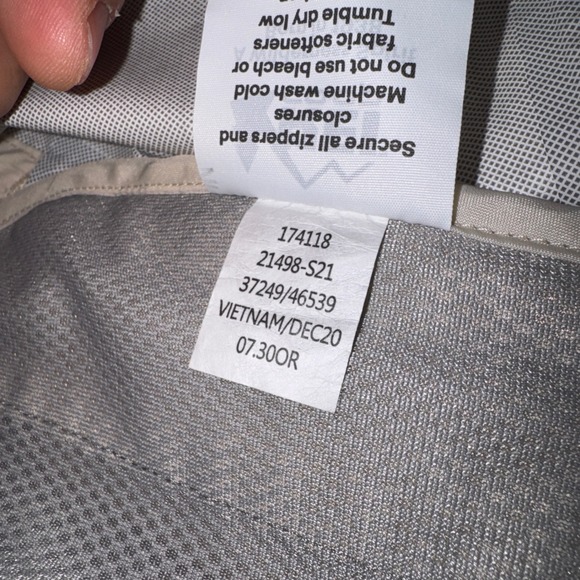 Secure all zippers and
closures
Machine wash cold
Do not use bleach or
fabric softeners
Tumble dry low
174118
21498-S21
37249/46539
VIETNAM/DEC20
07.30OR